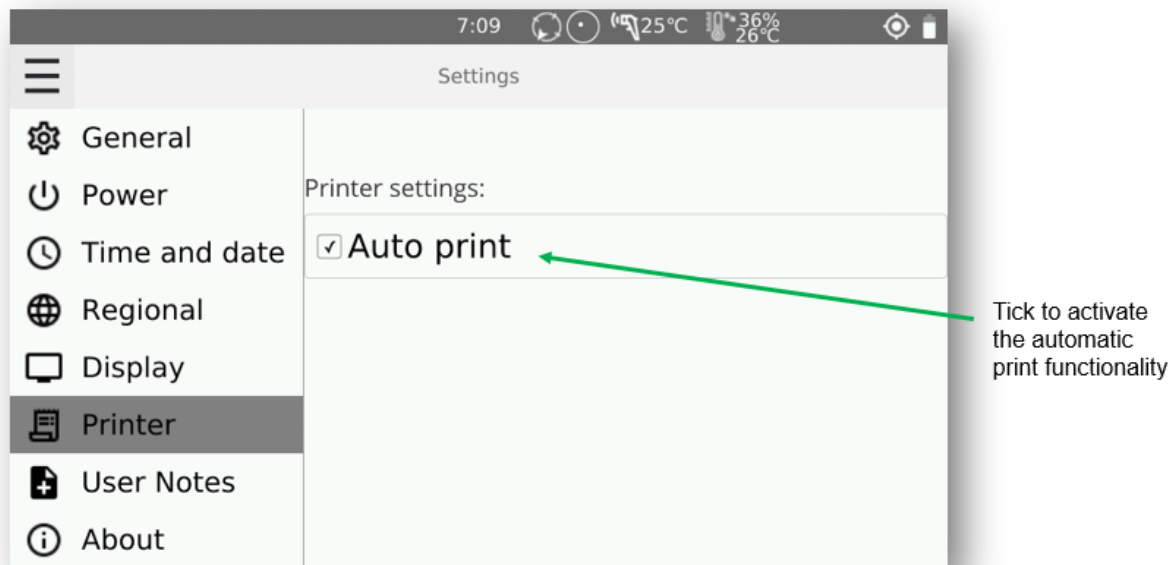 7:09 25°C 36%
26°C
Settings
General
Power
Time and date
Regional
Display
Printer
User Notes
About
Printer settings:
Auto print
Tick to activate
the automatic
print functionality